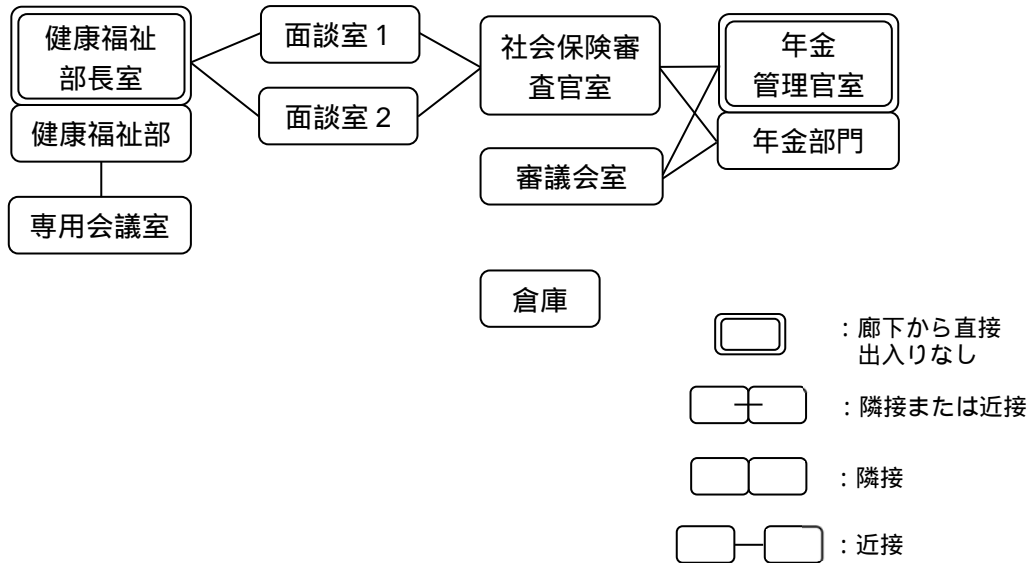 健康福祉
部長室
健康福祉部
専用会議室
面談室1
面談室2
社会保険審
査官室
審議会室
倉庫
年金
管理官室
年金部門
：廊下から直接
出入りなし
：隣接または近接
：隣接
：近接